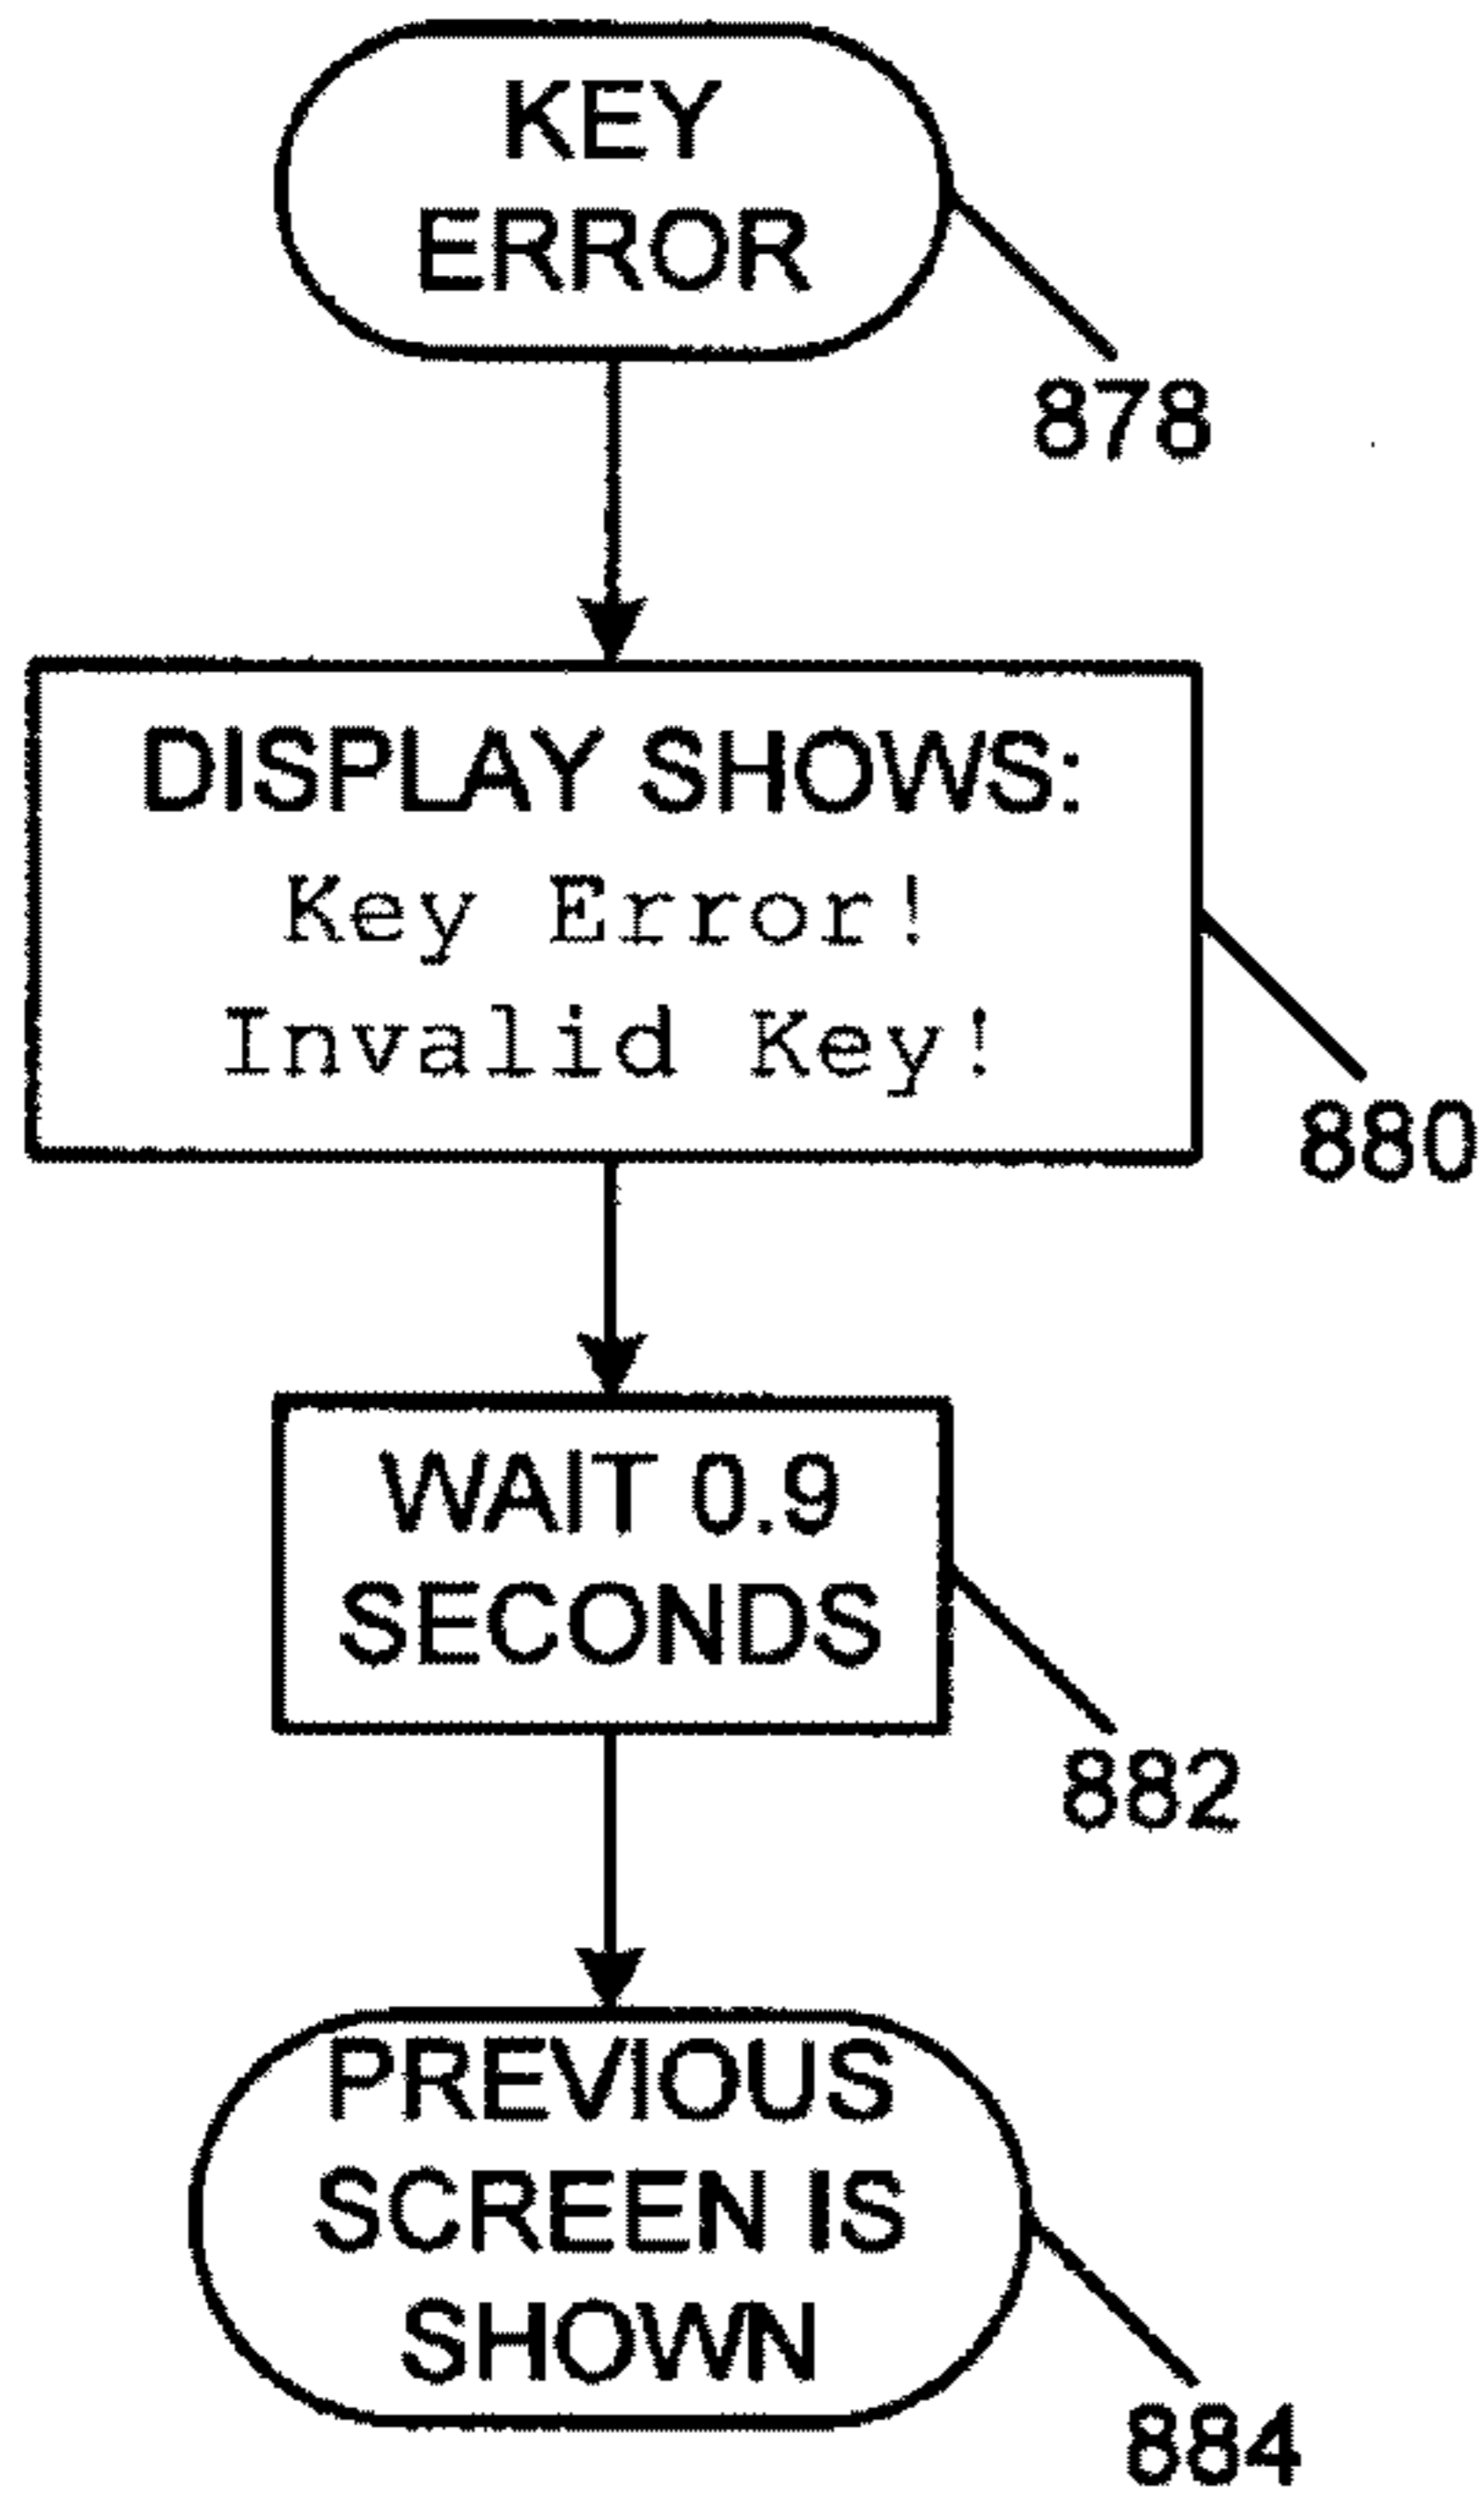 KEY
ERROR
878
DISPLAY SHOWS:
Key Error!
Invalid Key!
880
WAIT 0.9
SECONDS
882
PREVIOUS
SCREEN IS
SHOWN
884